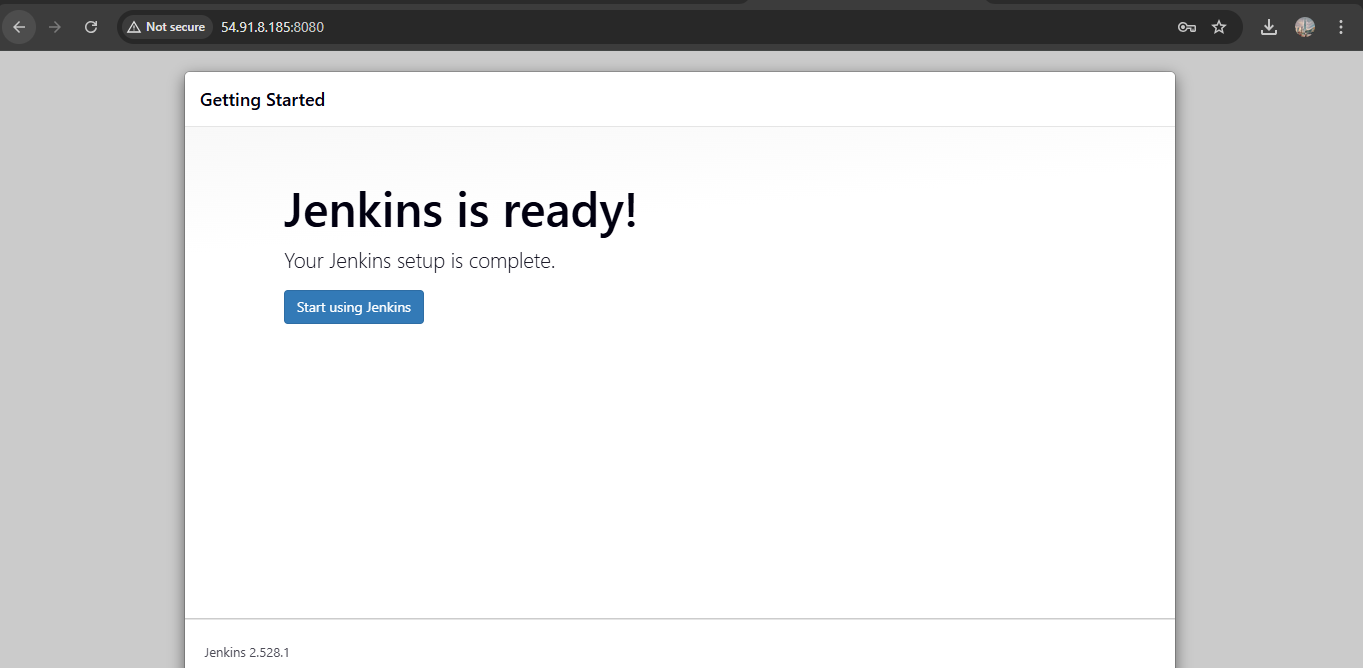 Not secure
54.91.8.185:8080
Getting Started
Jenkins is ready!
Your Jenkins setup is complete.
Start using Jenkins
Jenkins 2.528.1